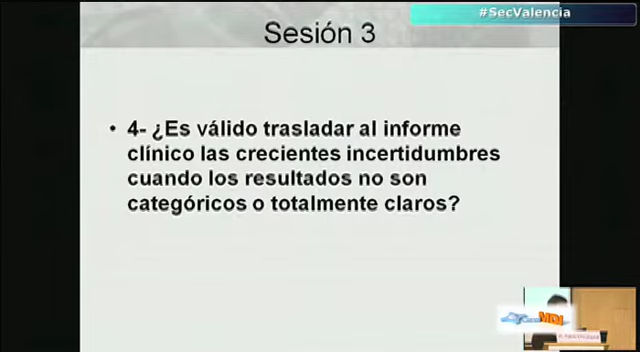 #SecValencia
Sesión 3
• 4- ¿Es válido trasladar al informe
clínico las crecientes incertidumbres
cuando los resultados no son
categóricos o totalmente claros?
MDI